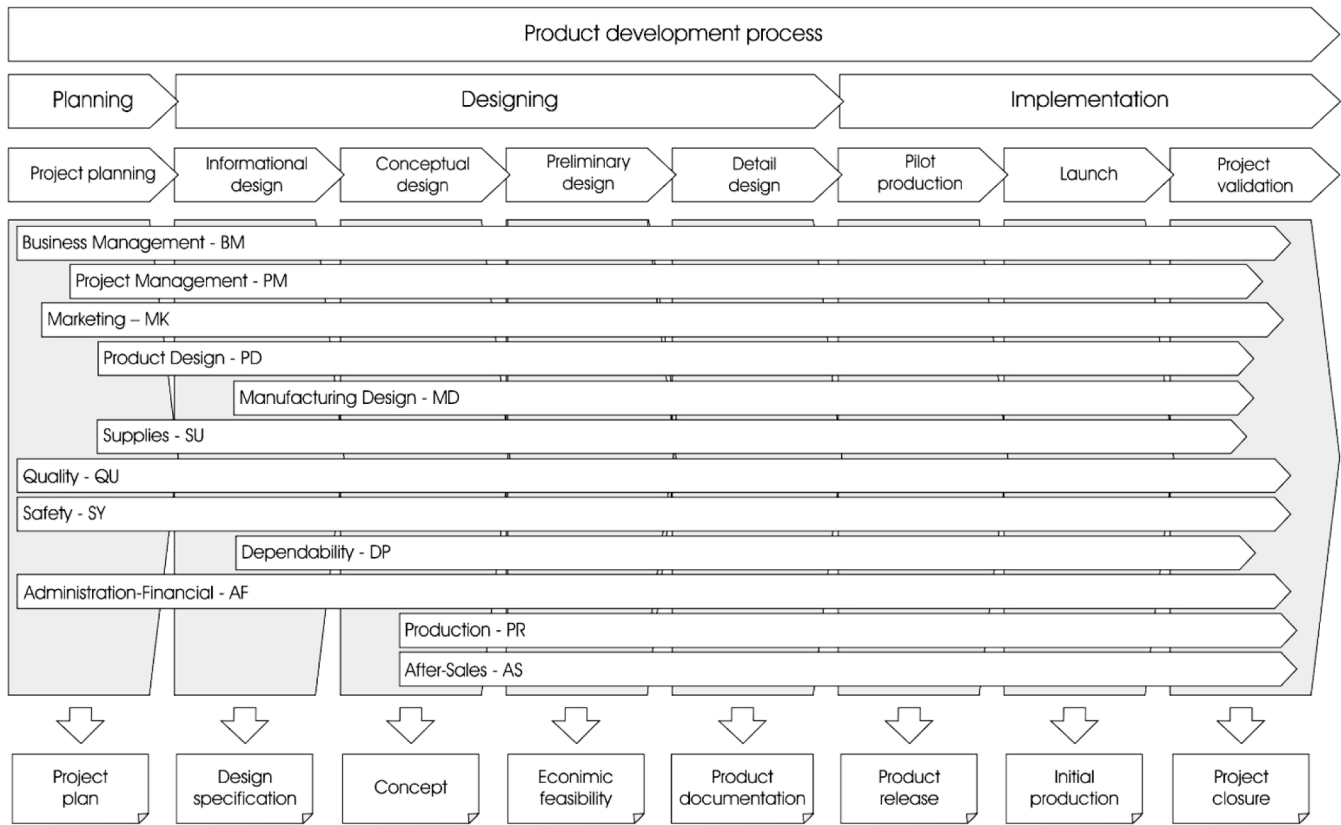 Product development process
Planning
Designing
Implementation
Project planning
Informational
design
Conceptual
design
Preliminary
design
Detail
design
Pilot
production
Launch
Project
validation
Business Management - BM
Project Management - PM
Marketing – MK
Product Design - PD
Manufacturing Design - MD
Supplies - SU
Quality - QU
Safety - SY
Dependability - DP
Administration-Financial - AF
Production - PR
After-Sales - AS
Project
plan
Design
specification
Concept
Econimic
feasibility
Product
documentation
Product
release
Initial
production
Project
closure